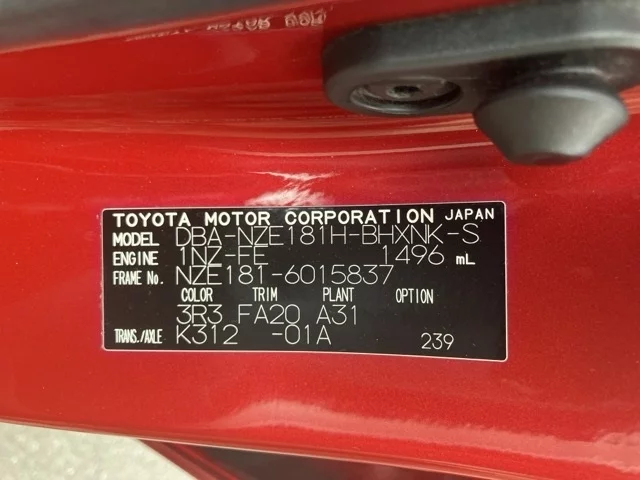 TOYOTA MOTOR CORPORATION JAPAN
MODEL DBA-NZE181H-BHXNK-S
ENGINE 1NZ-FE 1496 mL
FRAME No. NZE181-6015837
COLOR TRIM PLANT OPTION
3R3 FA20 A31
TRANS./AXLE K312 -01A 239